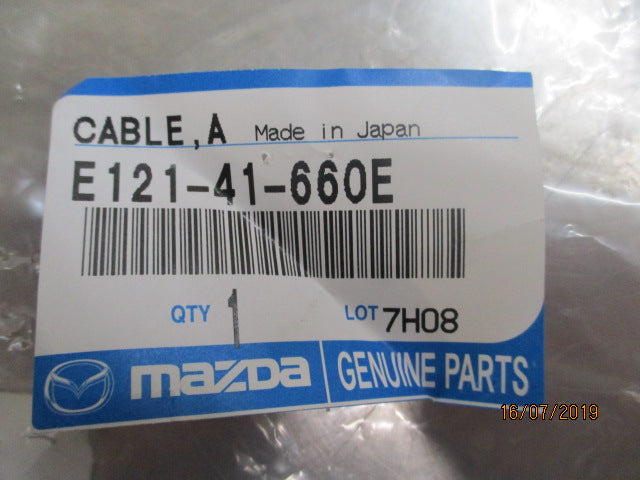 CABLE,A Made in Japan
E121-41-660E
QTY 1 LOT 7H08
mazda GENUINE PARTS
16/07/2019